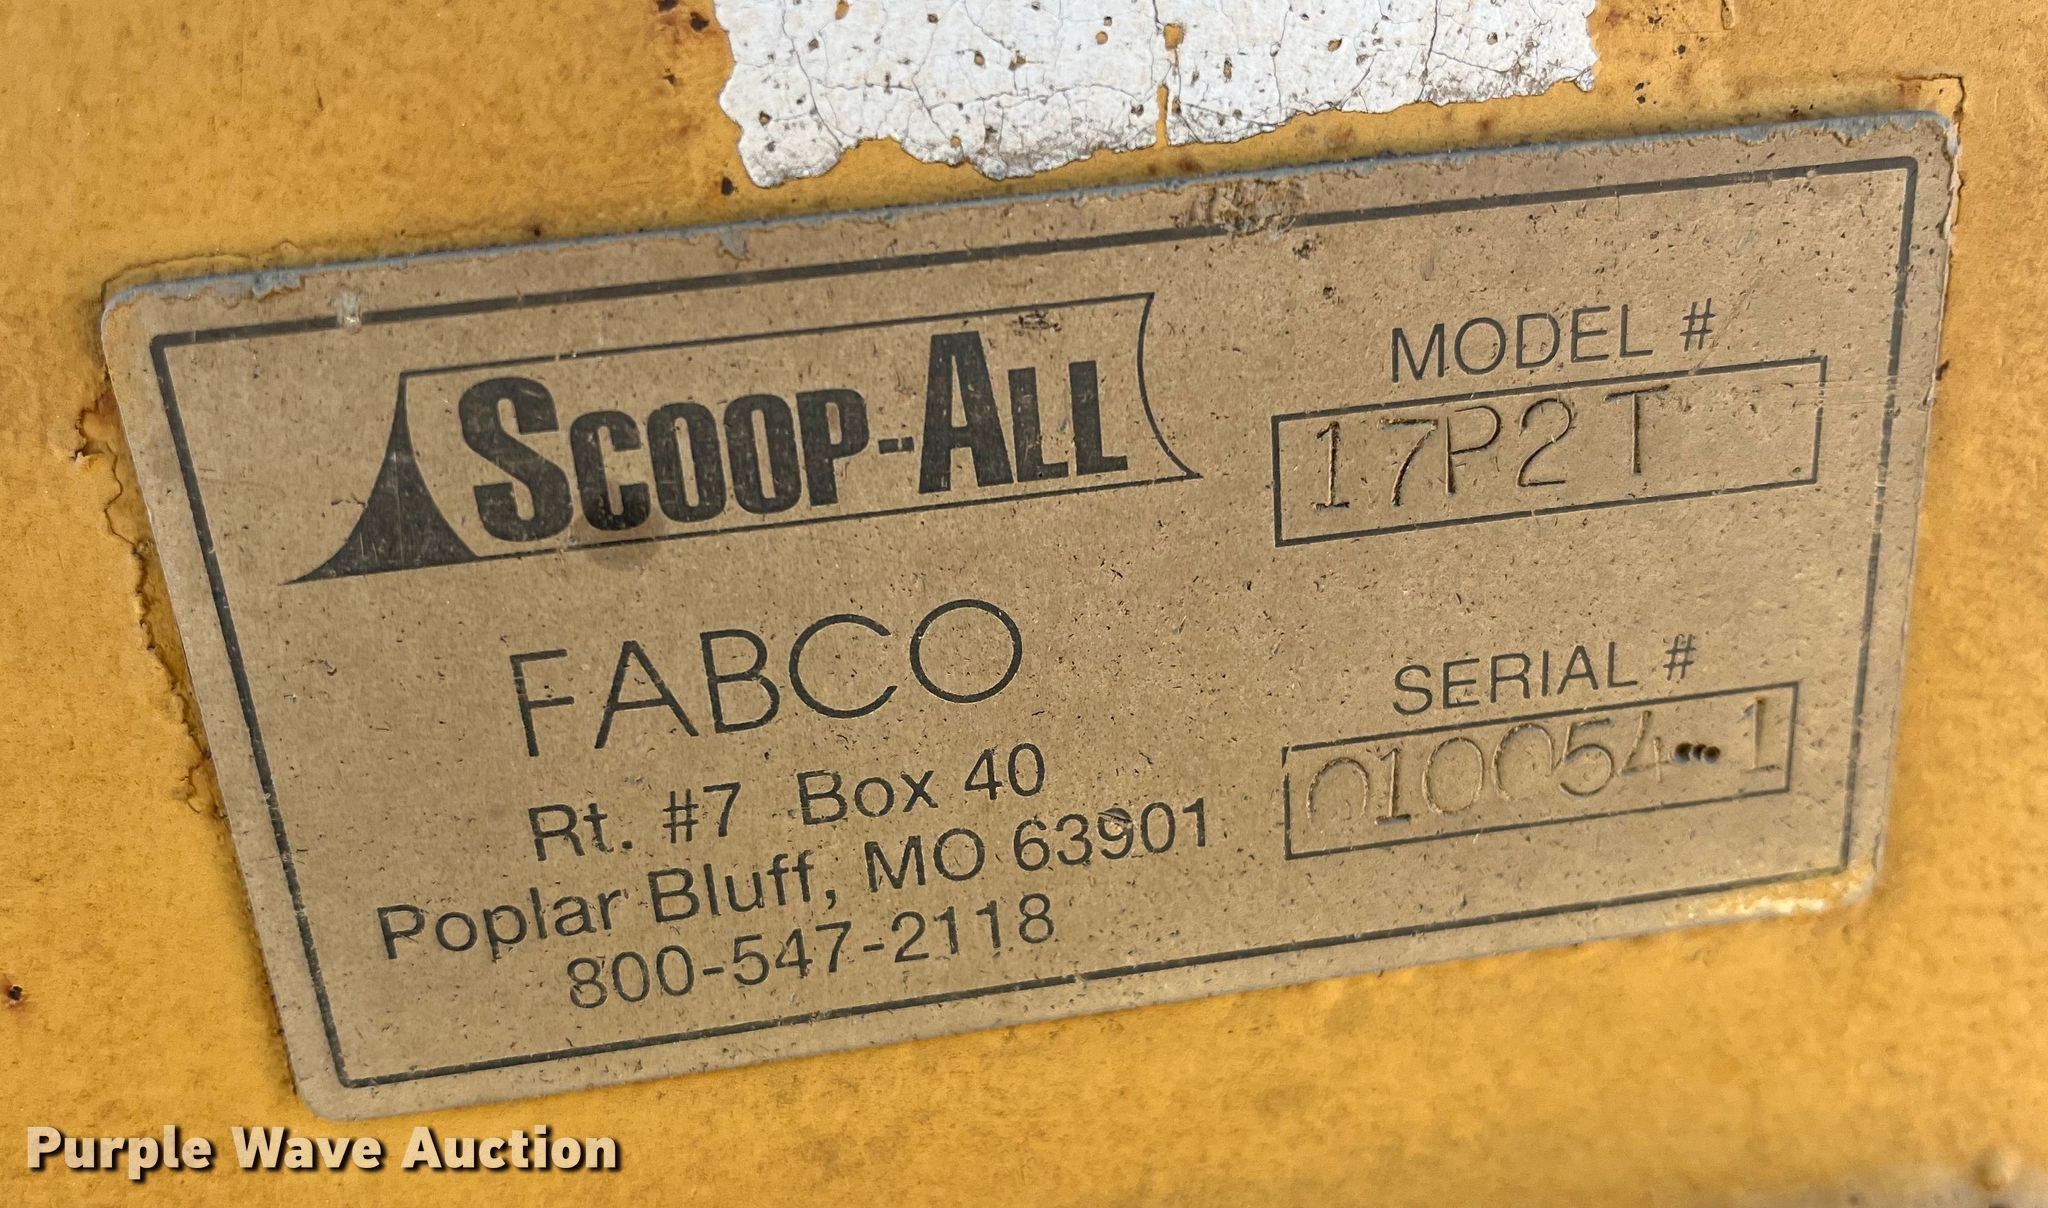 SCOOP-ALL
FABCO
Rt. #7 Box 40
Poplar Bluff, MO 63901
800-547-2118
MODEL #
17P2T
SERIAL #
010054-1
Purple Wave Auction